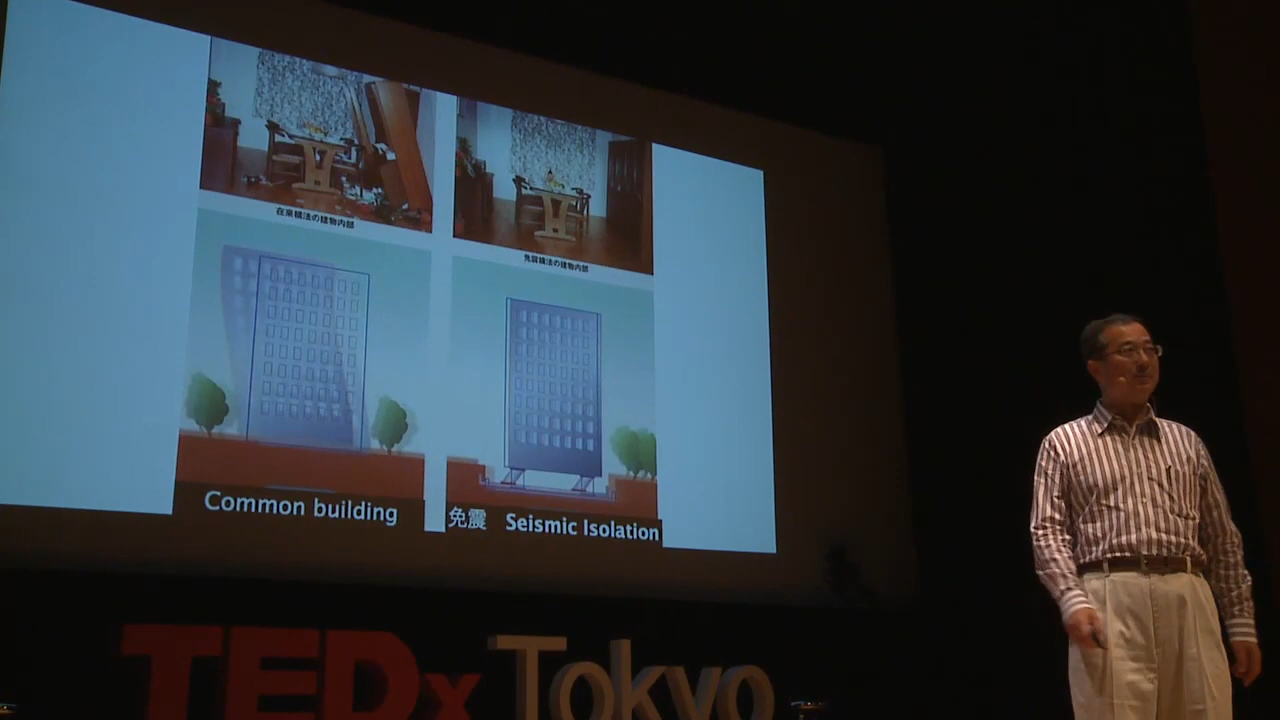 在来構法の建物内部
免震構法の建物内部
Common building
免震 Seismic Isolation
TEDx Tokyo